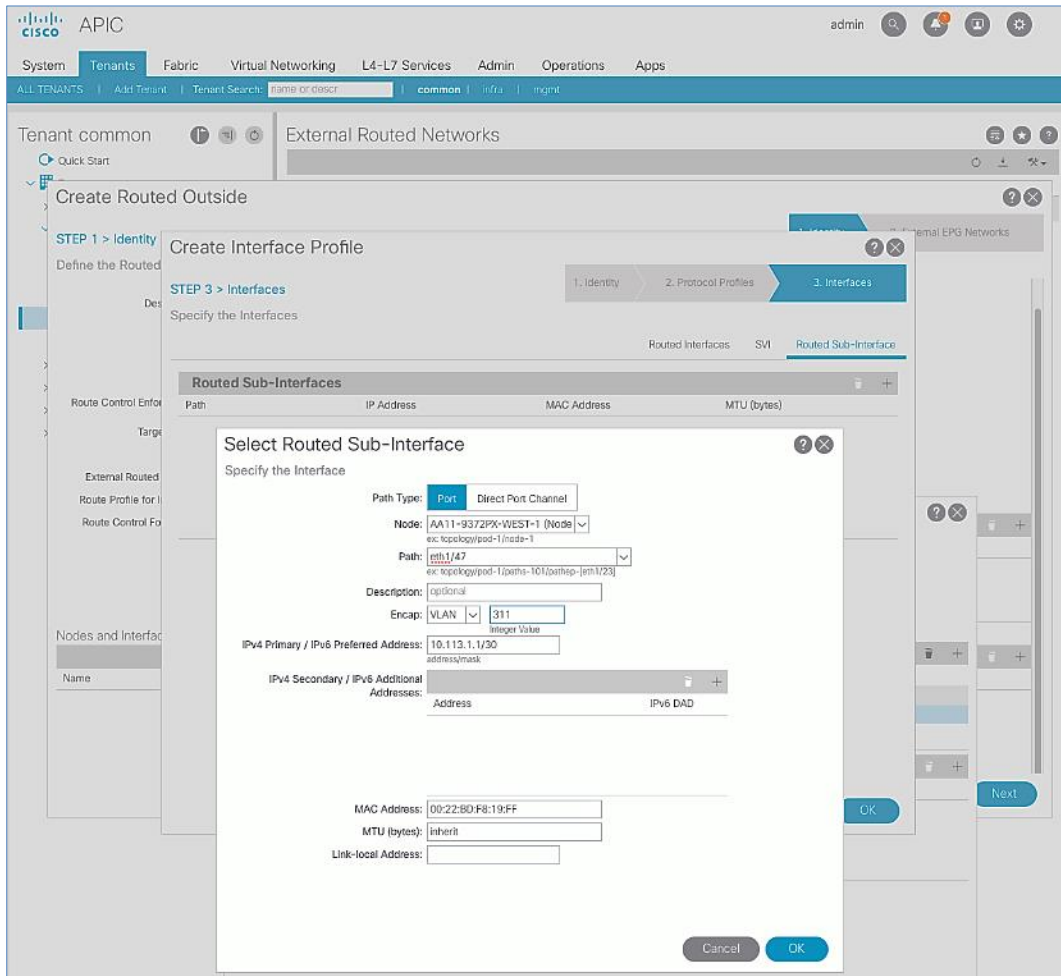 CISCO APIC admin
System Tenants Fabric Virtual Networking L4-L7 Services Admin Operations Apps
ALL TENANTS | Add Tenant | Tenant Search: name or descr | common | infra | mgmt
Tenant common
External Routed Networks
Quick Start
Create Routed Outside
STEP 1 > Identity
External EPG Networks
Define the Routed
Create Interface Profile
STEP 3 > Interfaces
1. Identity 2. Protocol Profiles 3. Interfaces
Specify the Interfaces
Routed Interfaces SVI Routed Sub-Interface
Routed Sub-Interfaces
Path IP Address MAC Address MTU (bytes)
Des
Route Control Enfo
Targe
External Routed
Route Profile for I
Route Control Fo
Nodes and Interfac
Name
Select Routed Sub-Interface
Specify the Interface
Path Type: Port Direct Port Channel
Node: AA11-9372PX-WEST-1 (Node
ex: topology/pod-1/node-1
Path: eth1/47
ex: topology/pod-1/paths-101/pathep-[eth1/23]
Description: optional
Encap: VLAN 311
Integer Value
IPv4 Primary / IPv6 Preferred Address: 10.113.1.1/30
address/mask
IPv4 Secondary / IPv6 Additional
Addresses:
Address IPv6 DAD
MAC Address: 00:22:BD:F8:19:FF
MTU (bytes): inherit
Link-local Address:
Cancel OK
OK
Next